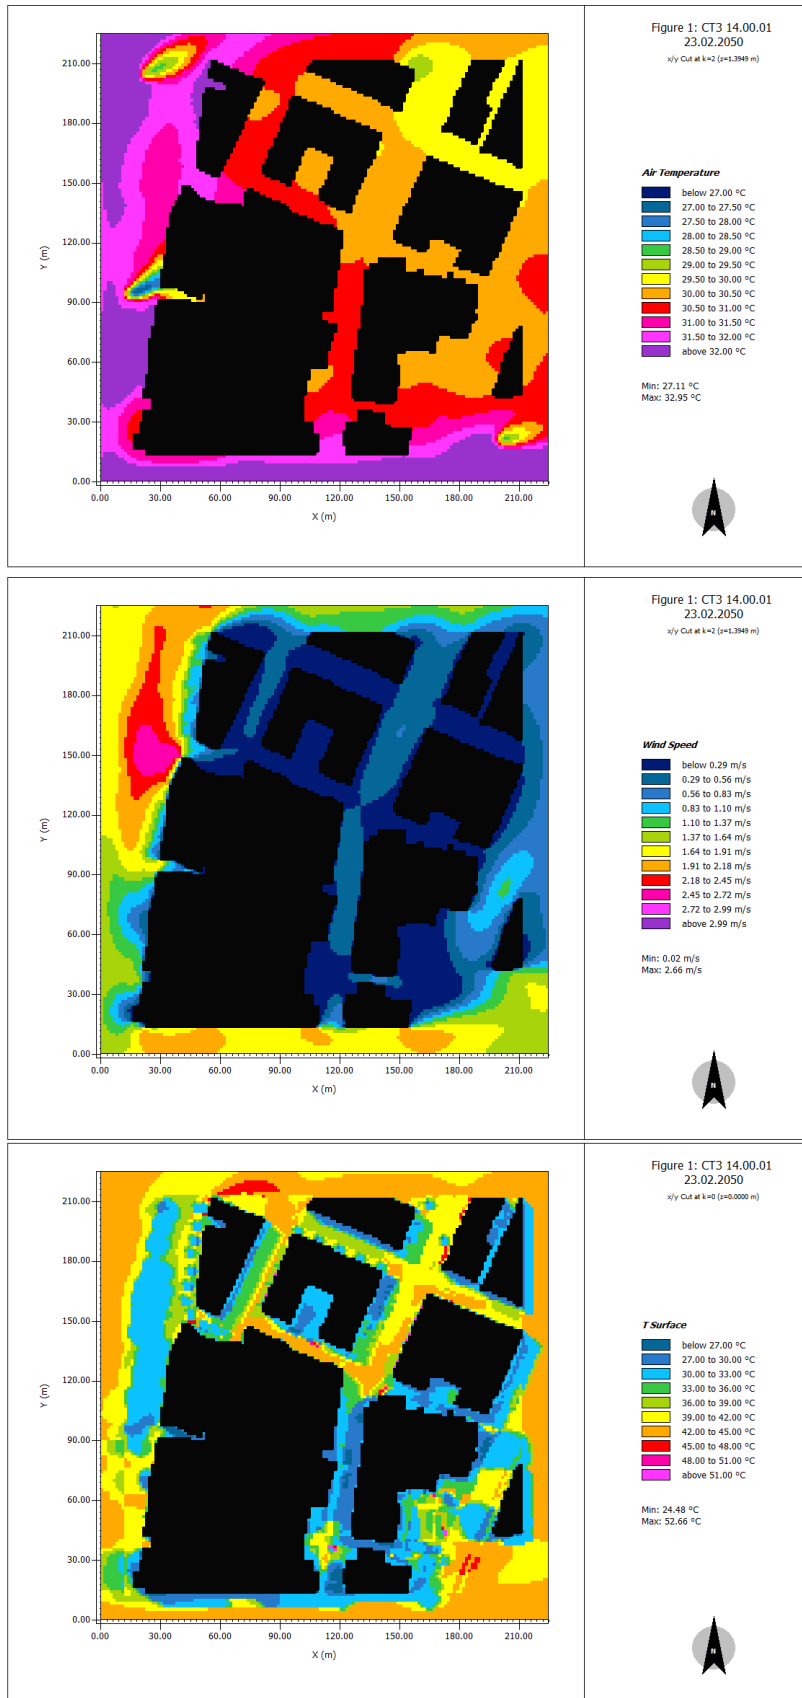 Figure 1: CT3 14.00.01
23.02.2050
x/y Cut at k=2 (z=1.3949 m)
210.00
180.00
150.00
120.00
90.00
60.00
30.00
0.00
Y (m)
0.00 30.00 60.00 90.00 120.00 150.00 180.00 210.00
X (m)
Air Temperature
below 27.00 °C
27.00 to 27.50 °C
27.50 to 28.00 °C
28.00 to 28.50 °C
28.50 to 29.00 °C
29.00 to 29.50 °C
29.50 to 30.00 °C
30.00 to 30.50 °C
30.50 to 31.00 °C
31.00 to 31.50 °C
31.50 to 32.00 °C
above 32.00 °C
Min: 27.11 °C
Max: 32.95 °C
N
Figure 1: CT3 14.00.01
23.02.2050
x/y Cut at k=2 (z=1.3949 m)
210.00
180.00
150.00
120.00
90.00
60.00
30.00
0.00
Y (m)
0.00 30.00 60.00 90.00 120.00 150.00 180.00 210.00
X (m)
Wind Speed
below 0.29 m/s
0.29 to 0.56 m/s
0.56 to 0.83 m/s
0.83 to 1.10 m/s
1.10 to 1.37 m/s
1.37 to 1.64 m/s
1.64 to 1.91 m/s
1.91 to 2.18 m/s
2.18 to 2.45 m/s
2.45 to 2.72 m/s
2.72 to 2.99 m/s
above 2.99 m/s
Min: 0.02 m/s
Max: 2.66 m/s
N
Figure 1: CT3 14.00.01
23.02.2050
x/y Cut at k=0 (z=0.0000 m)
210.00
180.00
150.00
120.00
90.00
60.00
30.00
0.00
Y (m)
0.00 30.00 60.00 90.00 120.00 150.00 180.00 210.00
X (m)
T Surface
below 27.00 °C
27.00 to 30.00 °C
30.00 to 33.00 °C
33.00 to 36.00 °C
36.00 to 39.00 °C
39.00 to 42.00 °C
42.00 to 45.00 °C
45.00 to 48.00 °C
48.00 to 51.00 °C
above 51.00 °C
Min: 24.48 °C
Max: 52.66 °C
N